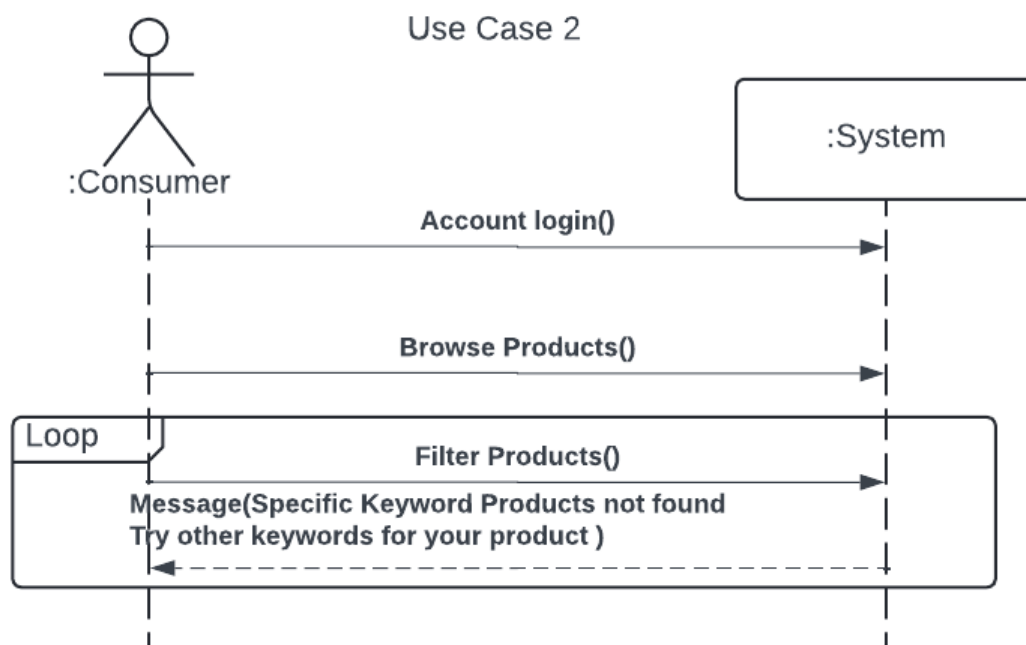 Use Case 2
:Consumer
:System
Account login()
Browse Products()
Loop
Filter Products()
Message(Specific Keyword Products not found
Try other keywords for your product )